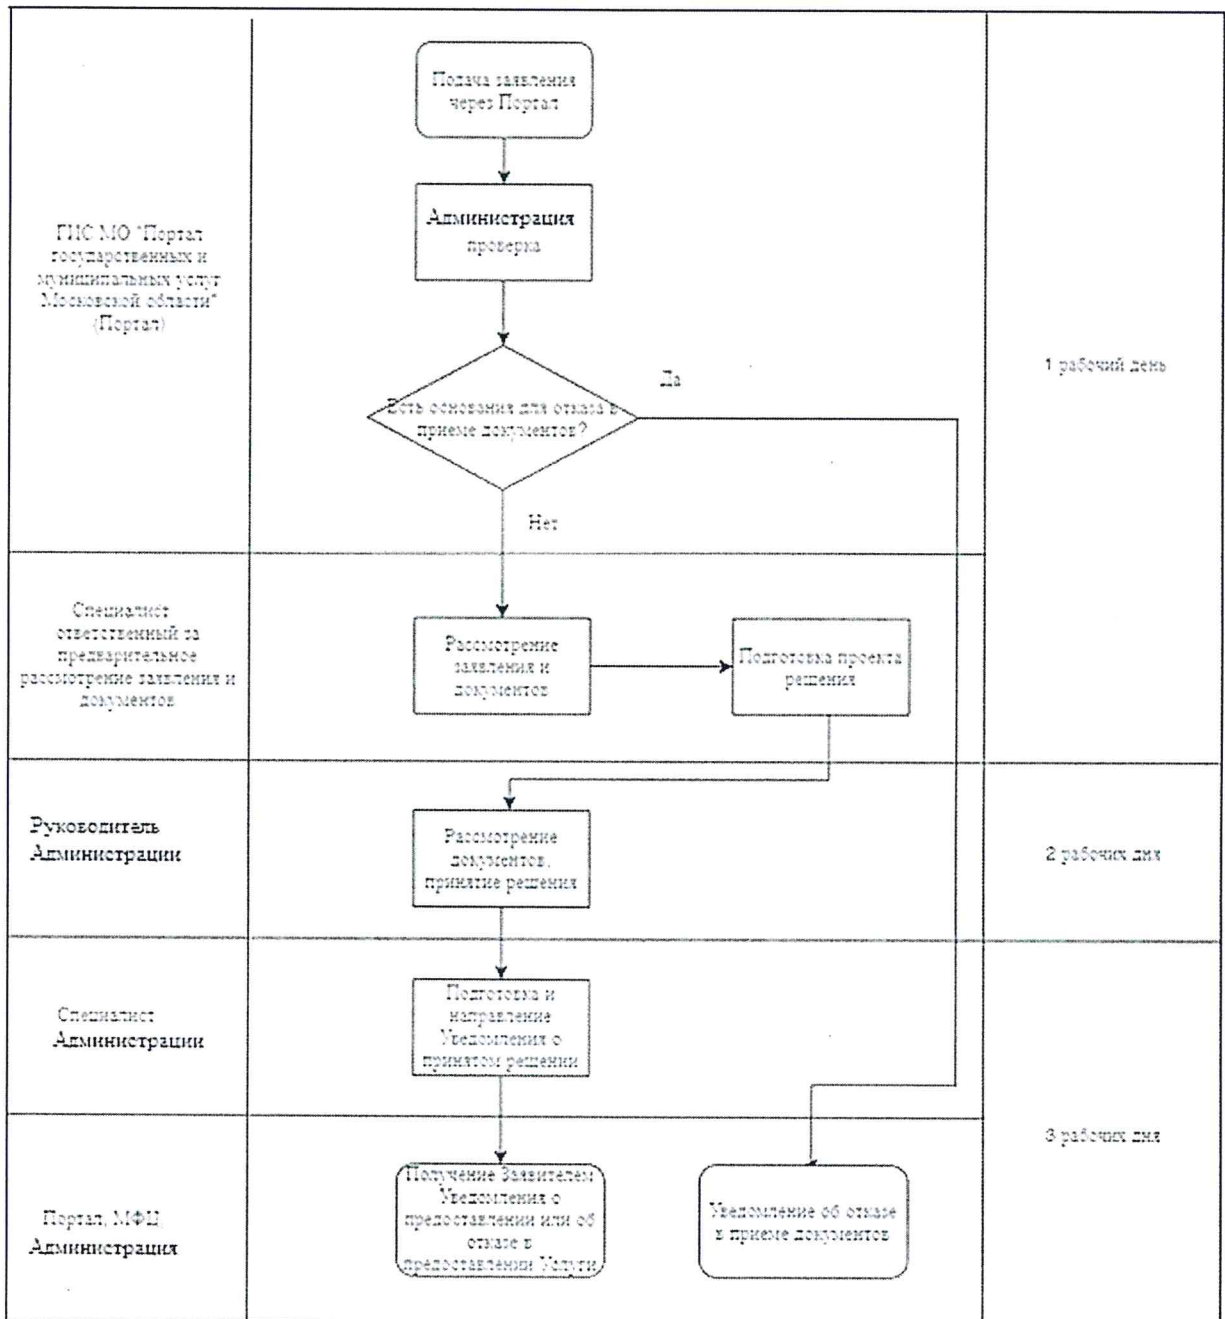 Подача заявления
через Портал
Администрация
проверка
ГИС МО "Портал
государственных и
муниципальных услуг
Московской области"
(Портал)
1 рабочий день
Да
Есть основания для отказа в
приеме документов?
Нет
Специалист
ответственный за
предварительное
рассмотрение заявления и
документов
Рассмотрение
заявления и
документов
Подготовка проекта
решения
Руководитель
Администрации
Рассмотрение
документов,
принятие решения
2 рабочих дня
Специалист
Администрации
Подготовка и
направление
Уведомления о
принятом решении
3 рабочих дня
Портал, МФЦ,
Администрация
Получение Заявителем
Уведомления о
предоставлении или об
отказе в
предоставлении Услуги
Уведомление об отказе
в приеме документов